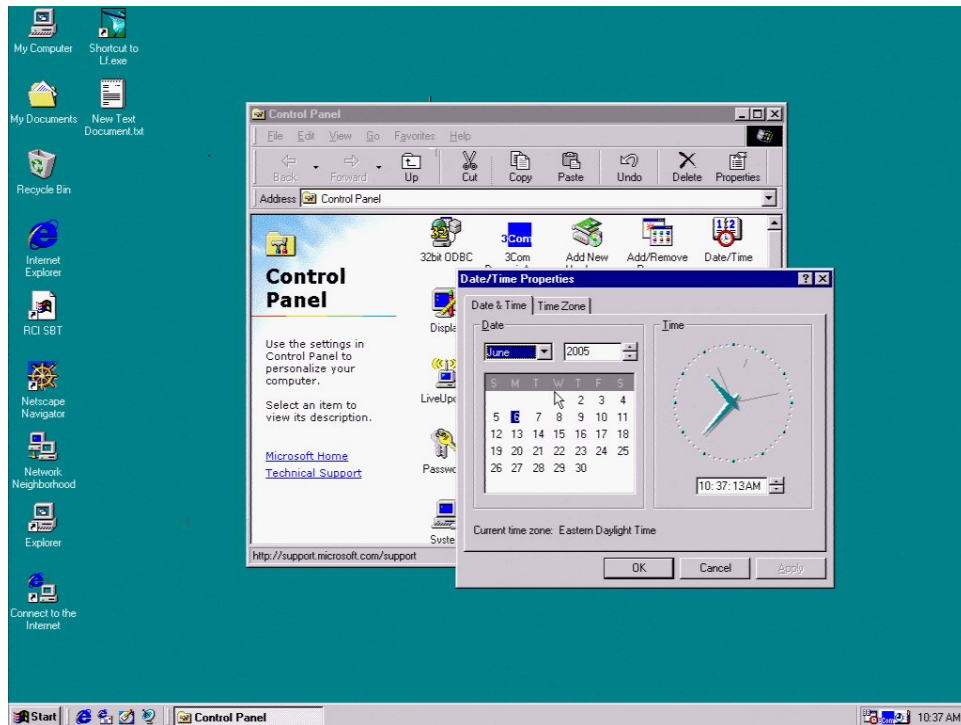 My Computer
Shortcut to
Lf.exe
My Documents
New Text
Document.txt
Recycle Bin
Internet
Explorer
RCI SBT
Netscape
Navigator
Network
Neighborhood
Explorer
Connect to the
Internet
Control Panel
File Edit View Go Favorites Help
Back Forward Up Cut Copy Paste Undo Delete Properties
Address Control Panel
32bit ODBC 3Com Add New Add/Remove Date/Time
Control
Panel
Use the settings in
Control Panel to
personalize your
computer.
Select an item to
view its description.
Microsoft Home
Technical Support
http://support.microsoft.com/support
Date/Time Properties
Date & Time Time Zone
Date
June 2005
S M T W T F S
2 3 4
5 6 7 8 9 10 11
12 13 14 15 16 17 18
19 20 21 22 23 24 25
26 27 28 29 30
Time
10:37:13AM
Current time zone: Eastern Daylight Time
OK Cancel Apply
Start Control Panel 10:37 AM